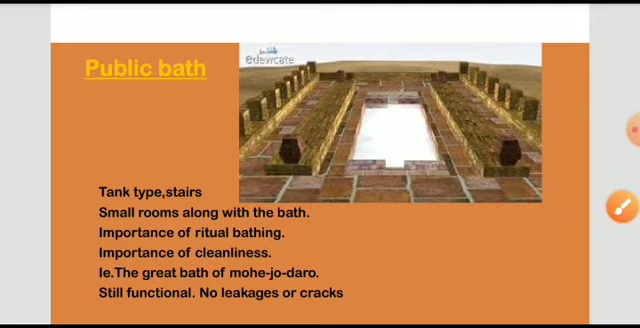 edewcate
Public bath
Tank type,stairs
Small rooms along with the bath.
Importance of ritual bathing.
Importance of cleanliness.
Ie.The great bath of mohe-jo-daro.
Still functional. No leakages or cracks